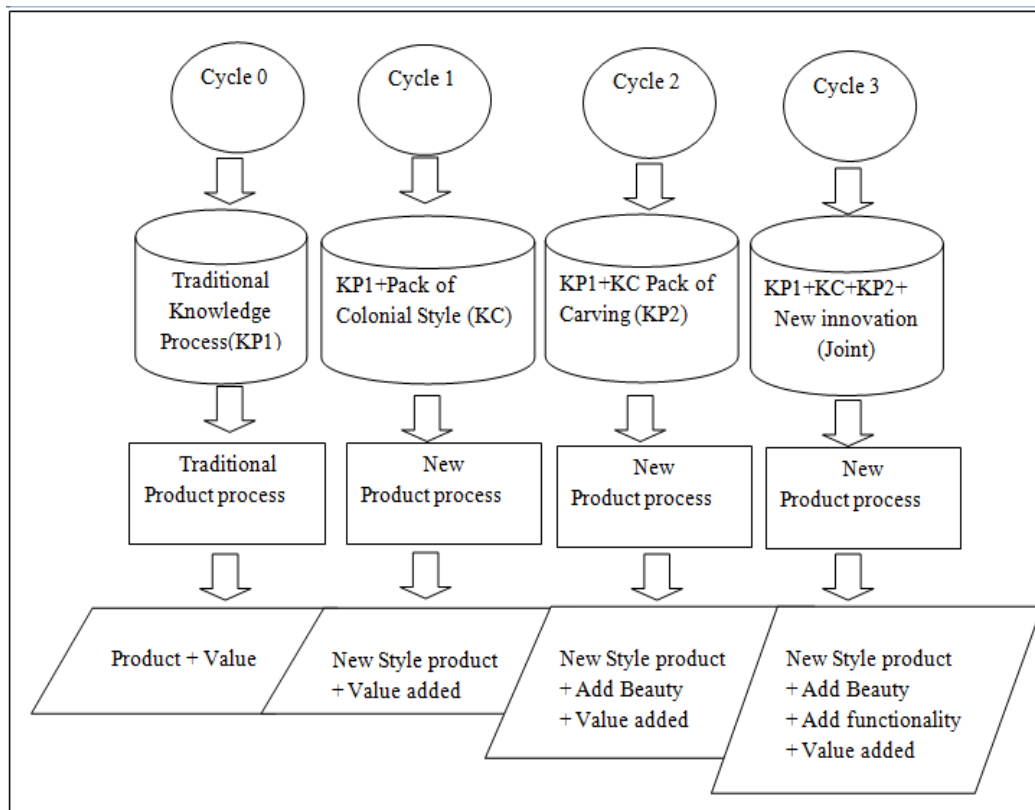 Cycle 0
Cycle 1
Cycle 2
Cycle 3
Traditional
Knowledge
Process(KP1)
KP1+Pack of
Colonial Style (KC)
KP1+KC Pack of
Carving (KP2)
KP1+KC+KP2+
New innovation
(Joint)
Traditional
Product process
New
Product process
New
Product process
New
Product process
Product + Value
New Style product
+ Value added
New Style product
+ Add Beauty
+ Value added
New Style product
+ Add Beauty
+ Add functionality
+ Value added